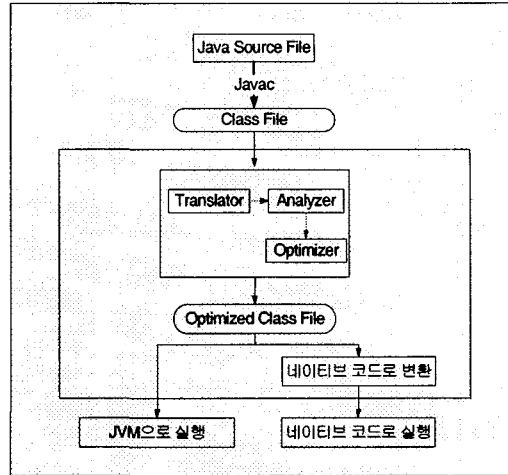 Java Source File
Javac
Class File
Translator
Analyzer
Optimizer
Optimized Class File
네이티브 코드로 변환
JVM으로 실행
네이티브 코드로 실행